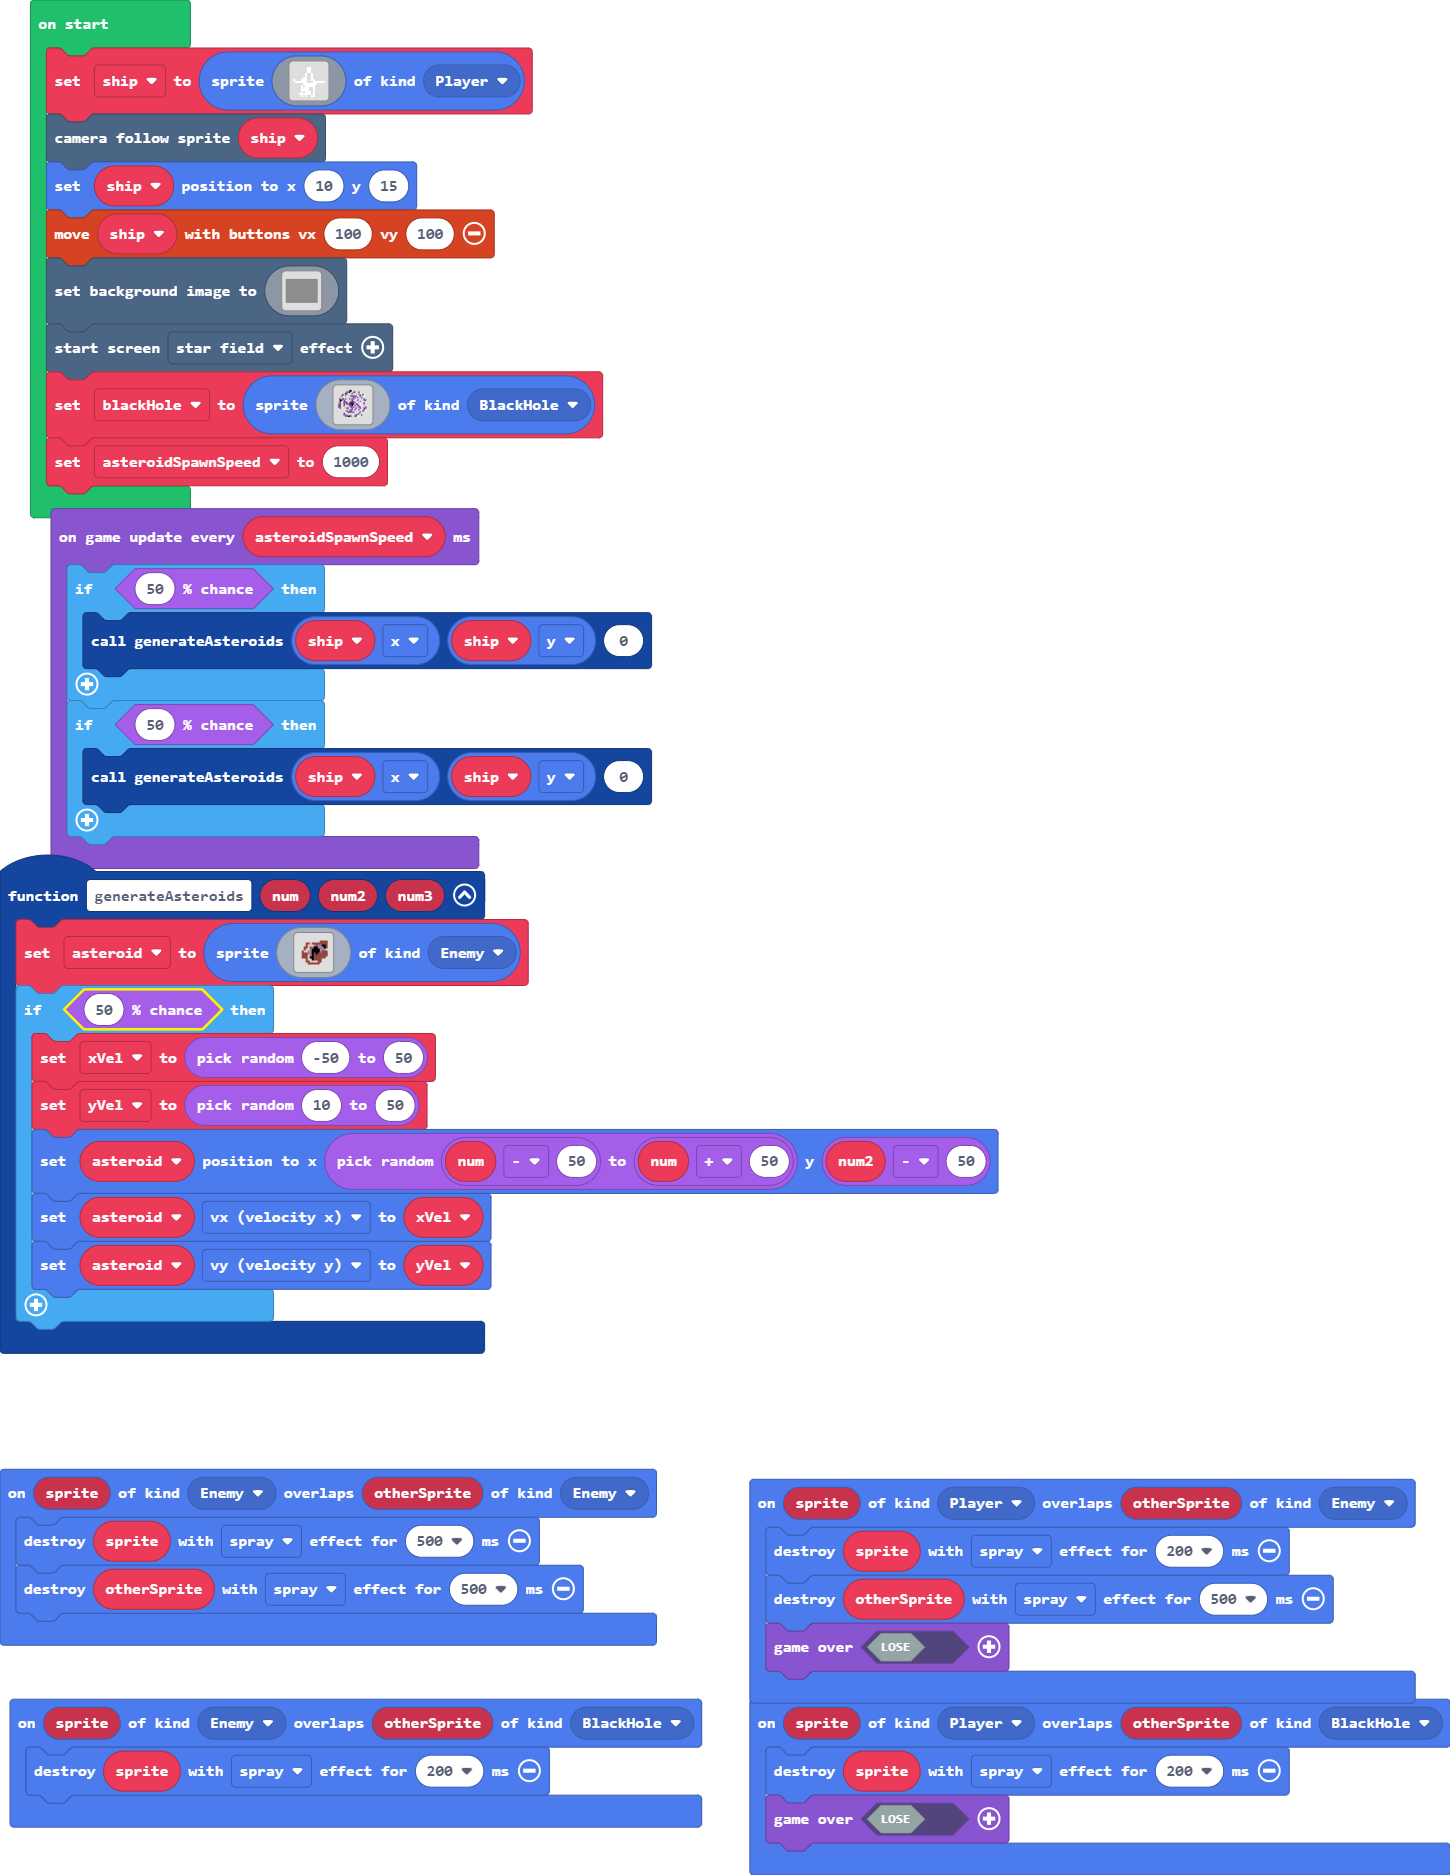 on start
set ship to sprite of kind Player
camera follow sprite ship
set ship position to x 10 y 15
move ship with buttons vx 100 vy 100
set background image to
start screen star field effect
set blackHole to sprite of kind BlackHole
set asteroidSpawnSpeed to 1000
on game update every asteroidSpawnSpeed ms
if 50 % chance then
call generateAsteroids ship x ship y 0
if 50 % chance then
call generateAsteroids ship x ship y 0
function generateAsteroids num num2 num3
set asteroid to sprite of kind Enemy
if 50 % chance then
set xVel to pick random -50 to 50
set yVel to pick random 10 to 50
set asteroid position to x pick random num - 50 to num + 50 y num2 - 50
set asteroid vx (velocity x) to xVel
set asteroid vy (velocity y) to yVel
on sprite of kind Enemy overlaps otherSprite of kind Enemy
destroy sprite with spray effect for 500 ms
destroy otherSprite with spray effect for 500 ms
on sprite of kind Player overlaps otherSprite of kind Enemy
destroy sprite with spray effect for 200 ms
destroy otherSprite with spray effect for 500 ms
game over LOSE
on sprite of kind Enemy overlaps otherSprite of kind BlackHole
destroy sprite with spray effect for 200 ms
on sprite of kind Player overlaps otherSprite of kind BlackHole
destroy sprite with spray effect for 200 ms
game over LOSE